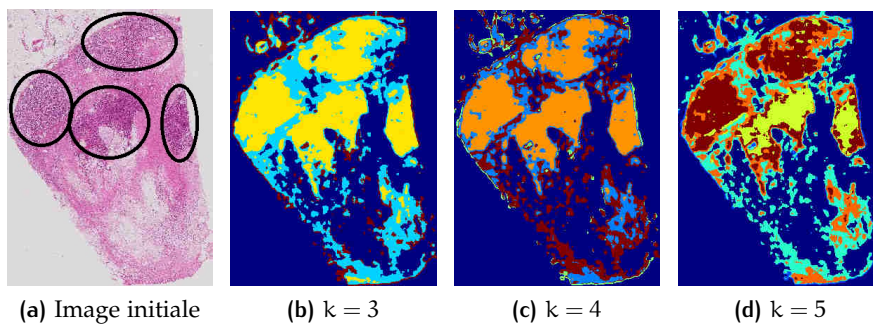 (a) Image initiale
(b) k = 3
(c) k = 4
(d) k = 5